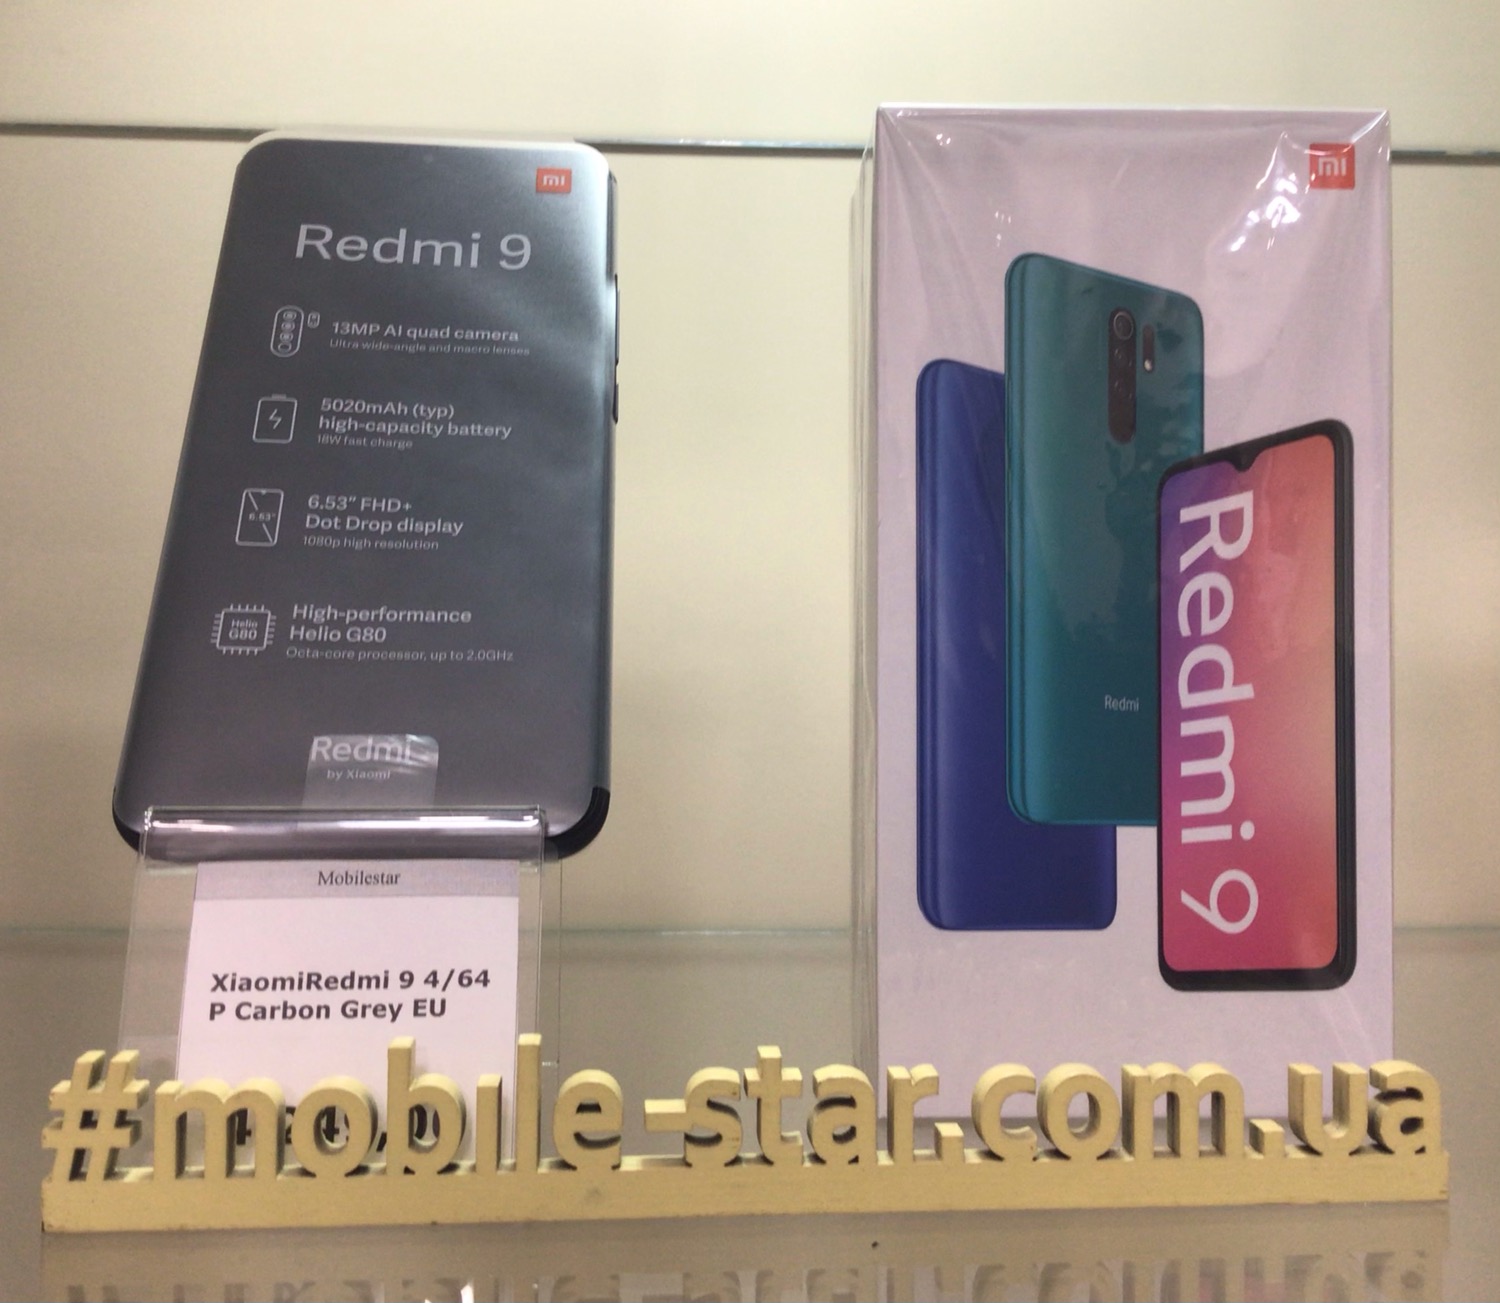 mi
Redmi 9
13MP AI quad camera
Ultra wide-angle and macro lenses
5020mAh (typ)
high-capacity battery
18W fast charge
6.53"
6.53" FHD+
Dot Drop display
1080p high resolution
Helio
G80
High-performance
Helio G80
Octa-core processor, up to 2.0GHz
Redmi
by Xiaomi
Mobilestar
XiaomiRedmi 9 4/64
P Carbon Grey EU
mi
Redmi
Redmi 9
#mobile-star.com.ua